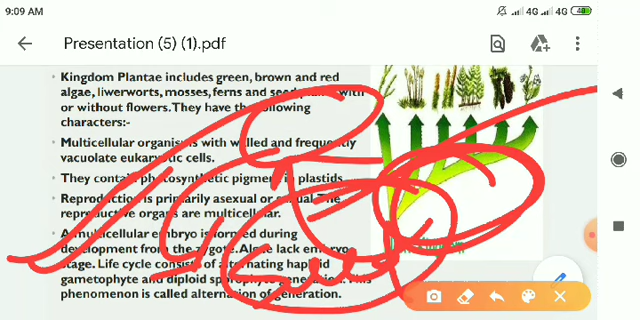 9:09 AM
4G 4G 40
Presentation (5) (1).pdf
• Kingdom Plantae includes green, brown and red
algae, liverworts, mosses, ferns and seed plants with
or without flowers. They have the following
characters:-
• Multicellular organisms with walled and frequently
vacuolate eukaryotic cells.
• They contain photosynthetic pigment in plastids.
• Reproduction is primarily asexual or sexual. The
reproductive organs are multicellular.
• A multicellular embryo is formed during
development from the zygote. Algae lack embryo
stage. Life cycle consists of alternating haploid
gametophyte and diploid sporophyte generation. This
phenomenon is called alternation of generation.